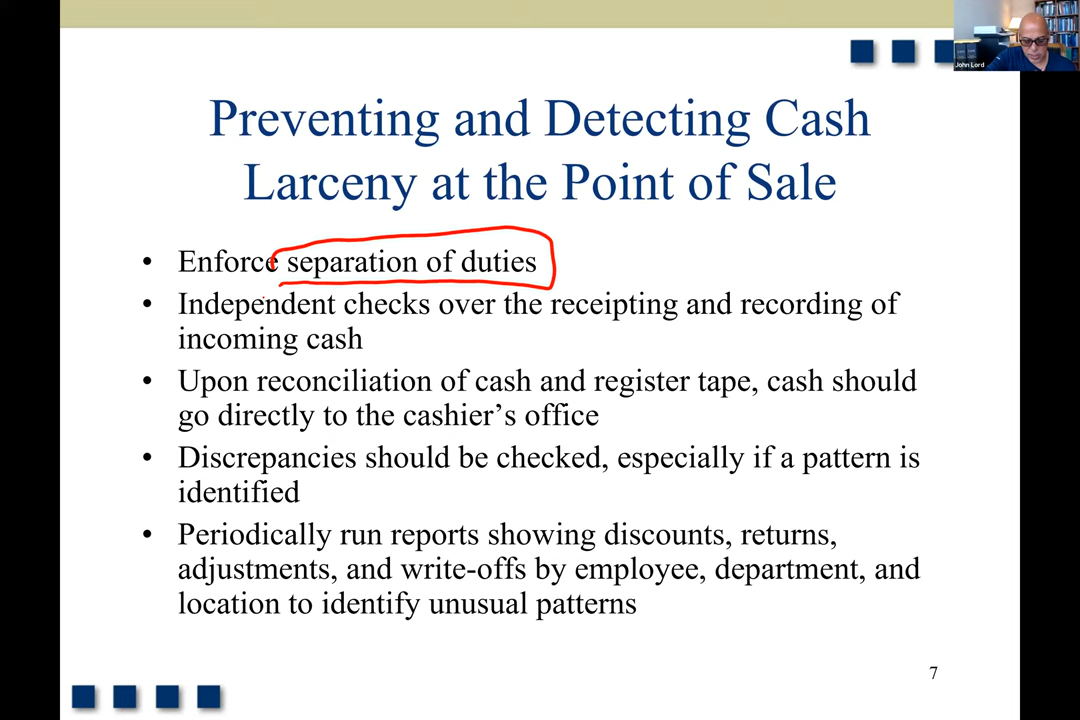 John Lord
Preventing and Detecting Cash
Larceny at the Point of Sale
• Enforce separation of duties
• Independent checks over the receipting and recording of
incoming cash
• Upon reconciliation of cash and register tape, cash should
go directly to the cashier’s office
• Discrepancies should be checked, especially if a pattern is
identified
• Periodically run reports showing discounts, returns,
adjustments, and write-offs by employee, department, and
location to identify unusual patterns
7